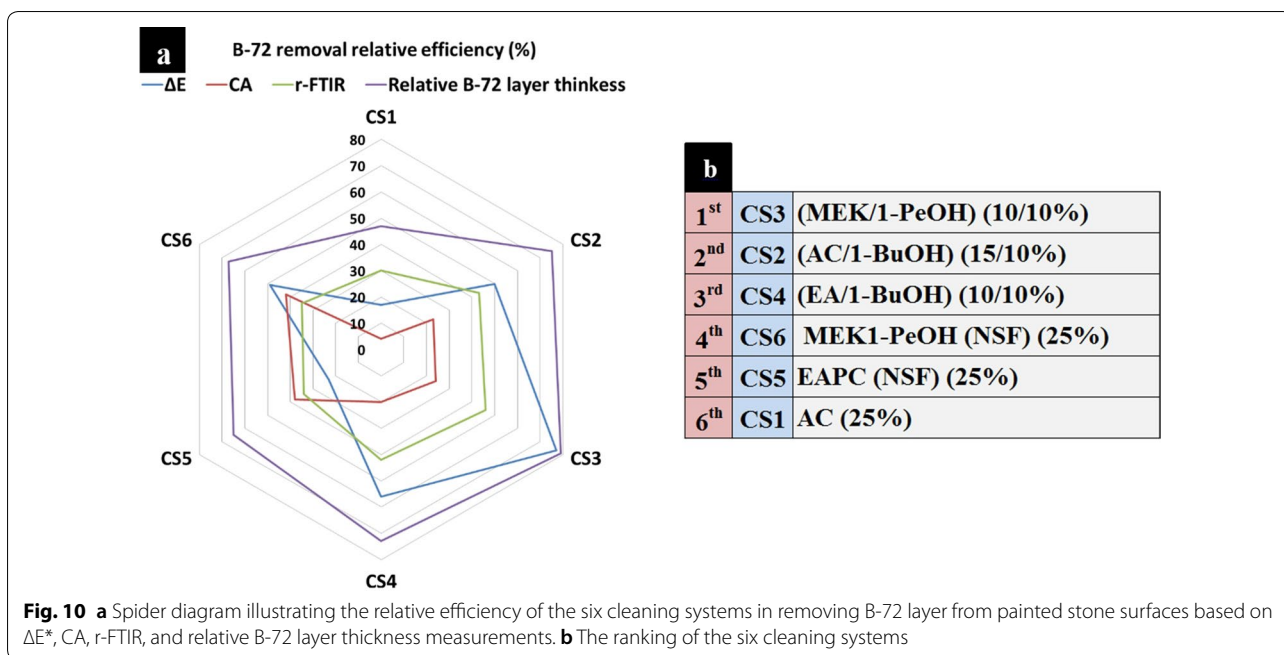 a
B-72 removal relative efficiency (%)
ΔE CA r-FTIR Relative B-72 layer thinkess
CS1
80
70
60
50
40
30
20
10
0
CS2
CS3
CS4
CS5
CS6
b
1st CS3 (MEK/1-PeOH) (10/10%)
2nd CS2 (AC/1-BuOH) (15/10%)
3rd CS4 (EA/1-BuOH) (10/10%)
4th CS6 MEK1-PeOH (NSF) (25%)
5th CS5 EAPC (NSF) (25%)
6th CS1 AC (25%)
Fig. 10 a Spider diagram illustrating the relative efficiency of the six cleaning systems in removing B-72 layer from painted stone surfaces based on
ΔE*, CA, r-FTIR, and relative B-72 layer thickness measurements. b The ranking of the six cleaning systems